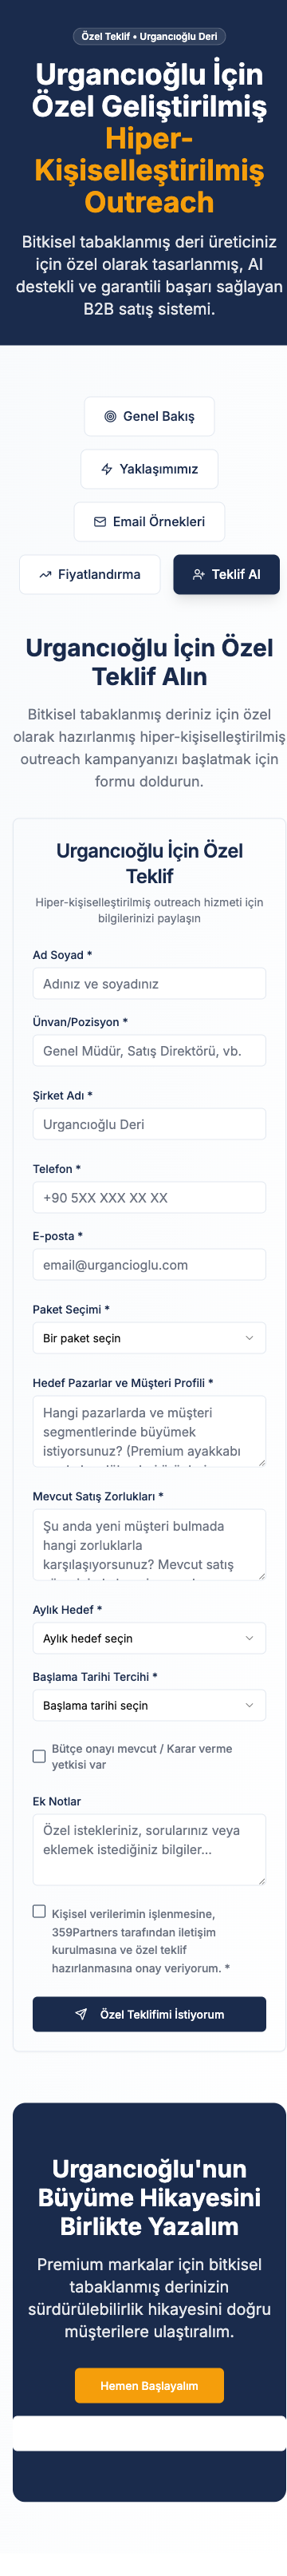 Özel Teklif • Urgancıoğlu Deri
Urgancıoğlu İçin
Özel Geliştirilmiş
Hiper-
Kişiselleştirilmiş
Outreach
Bitkisel tabaklanmış deri üreticiniz
için özel olarak tasarlanmış, AI
destekli ve garantili başarı sağlayan
B2B satış sistemi.
Genel Bakış
Yaklaşımımız
Email Örnekleri
Fiyatlandırma
Teklif Al
Urgancıoğlu İçin Özel
Teklif Alın
Bitkisel tabaklanmış deriniz için özel
olarak hazırlanmış hiper-kişiselleştirilmiş
outreach kampanyanızı başlatmak için
formu doldurun.
Urgancıoğlu İçin Özel
Teklif
Hiper-kişiselleştirilmiş outreach hizmeti için
bilgilerinizi paylaşın
Ad Soyad *
Adınız ve soyadınız
Ünvan/Pozisyon *
Genel Müdür, Satış Direktörü, vb.
Şirket Adı *
Urgancıoğlu Deri
Telefon *
+90 5XX XXX XX XX
E-posta *
email@urgancioglu.com
Paket Seçimi *
Bir paket seçin
Hedef Pazarlar ve Müşteri Profili *
Hangi pazarlarda ve müşteri
segmentlerinde büyümek
istiyorsunuz? (Premium ayakkabı
Mevcut Satış Zorlukları *
Şu anda yeni müşteri bulmada
hangi zorluklarla
karşılaşıyorsunuz? Mevcut satış
Aylık Hedef *
Aylık hedef seçin
Başlama Tarihi Tercihi *
Başlama tarihi seçin
Bütçe onayı mevcut / Karar verme
yetkisi var
Ek Notlar
Özel istekleriniz, sorularınız veya
eklemek istediğiniz bilgiler...
Kişisel verilerimin işlenmesine,
359Partners tarafından iletişim
kurulmasına ve özel teklif
hazırlanmasına onay veriyorum. *
Özel Teklifimi İstiyorum
Urgancıoğlu'nun
Büyüme Hikayesini
Birlikte Yazalım
Premium markalar için bitkisel
tabaklanmış derinizin
sürdürülebilirlik hikayesini doğru
müşterilere ulaştıralım.
Hemen Başlayalım